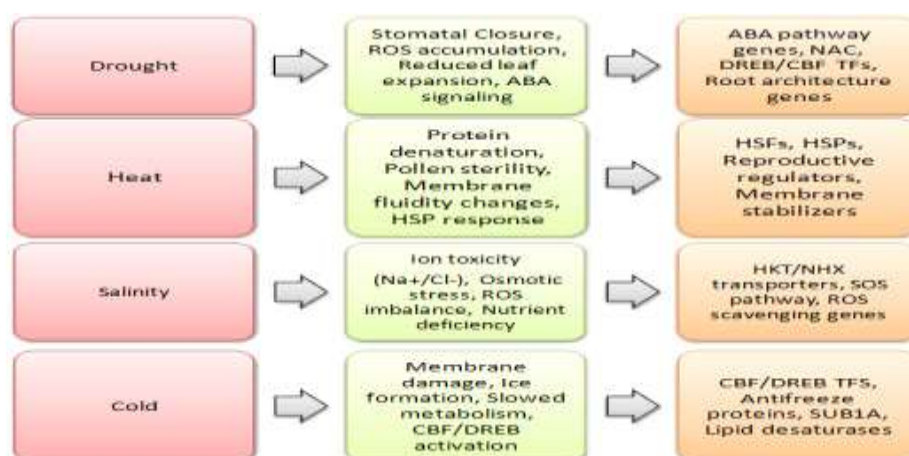 Drought
Stomatal Closure,
ROS accumulation,
Reduced leaf
expansion, ABA
signaling
ABA pathway
genes, NAC,
DREB/CBF TFs,
Root architecture
genes
Heat
Protein
denaturation,
Pollen sterility,
Membrane
fluidity changes,
HSP response
HSFs, HSPs,
Reproductive
regulators,
Membrane
stabilizers
Salinity
Ion toxicity
(Na+/Cl-), Osmotic
stress, ROS
imbalance, Nutrient
deficiency
HKT/NHX
transporters, SOS
pathway, ROS
scavenging genes
Cold
Membrane
damage, Ice
formation, Slowed
metabolism,
CBF/DREB
activation
CBF/DREB TFS,
Antifreeze
proteins, SUB1A,
Lipid desaturases